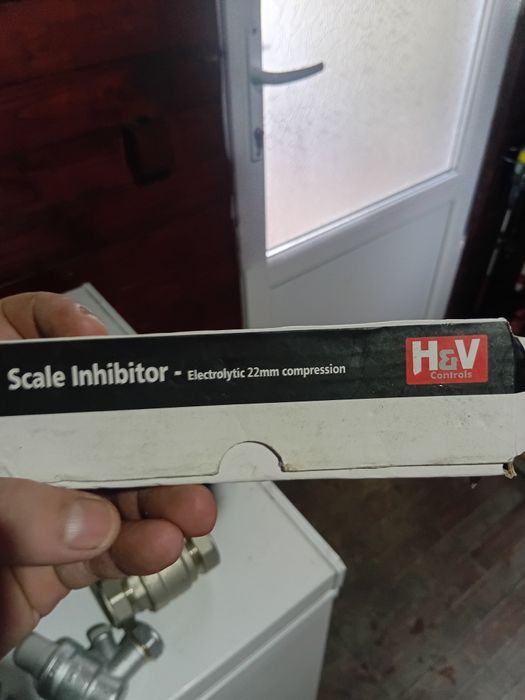 Scale Inhibitor - Electrolytic 22mm compression
H&V
Controls